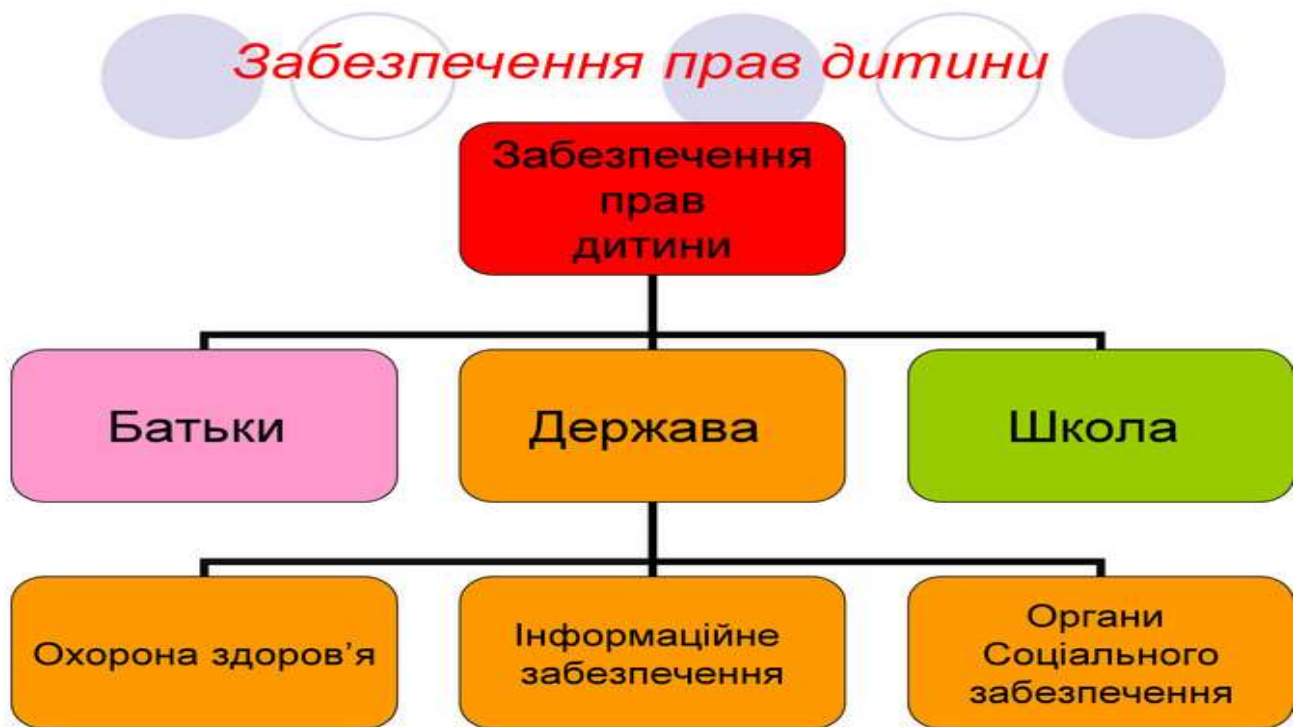 Забезпечення прав дитини
Забезпечення
прав
дитини
Батьки
Держава
Школа
Охорона здоров’я
Інформаційне
забезпечення
Органи
Соціального
забезпечення